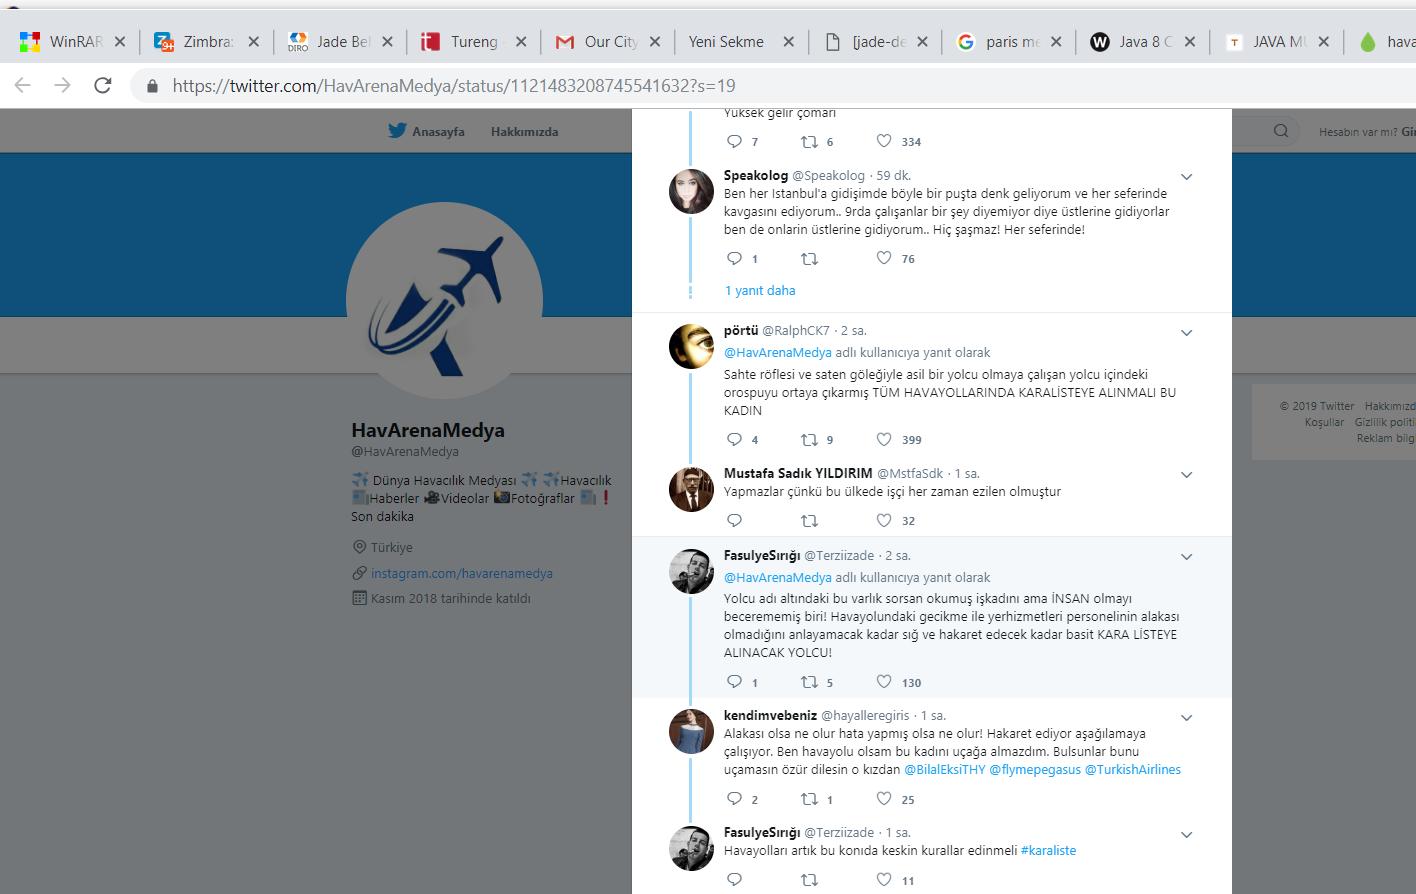 WinRAR
Zimbra:
DIRO
Jade Bel
Tureng -
Our City
Yeni Sekme
[jade-de
paris me
Java 8 C
JAVA MU
hava
https://twitter.com/HavArenaMedya/status/1121483208745541632?s=19
Anasayfa Hakkımızda
Hesabın var mı? Gir
Yüksek gelir çomarı
7 6 334
Speakolog @Speakolog · 59 dk.
Ben her Istanbul'a gidişimde böyle bir puşta denk geliyorum ve her seferinde
kavgasını ediyorum.. 9rda çalışanlar bir şey diyemiyor diye üstlerine gidiyorlar
ben de onlarin üstlerine gidiyorum.. Hiç şaşmaz! Her seferinde!
1 76
1 yanıt daha
pörtü @RalphCK7 · 2 sa.
@HavArenaMedya adlı kullanıcıya yanıt olarak
Sahte röflesi ve saten göleğiyle asil bir yolcu olmaya çalışan yolcu içindeki
orospuyu ortaya çıkarmış TÜM HAVAYOLLARINDA KARALİSTEYE ALINMALI BU
KADIN
4 9 399
Mustafa Sadık YILDIRIM @MstfaSdk · 1 sa.
Yapmazlar çünkü bu ülkede işçi her zaman ezilen olmuştur
32
FasulyeSırığı @Terziizade · 2 sa.
@HavArenaMedya adlı kullanıcıya yanıt olarak
Yolcu adı altındaki bu varlık sorsan okumuş işkadını ama İNSAN olmayı
becerememiş biri! Havayolundaki gecikme ile yerhizmetleri personelinin alakası
olmadığını anlayamacak kadar sığ ve hakaret edecek kadar basit KARA LİSTEYE
ALINACAK YOLCU!
1 5 130
kendimvebeniz @hayalleregiris · 1 sa.
Alakası olsa ne olur hata yapmış olsa ne olur! Hakaret ediyor aşağılamaya
çalışıyor. Ben havayolu olsam bu kadını uçağa almazdım. Bulsunlar bunu
uçamasın özür dilesin o kızdan @BilalEksiTHY @flymepegasus @TurkishAirlines
2 1 25
FasulyeSırığı @Terziizade · 1 sa.
Havayolları artık bu konıda keskin kurallar edinmeli #karaliste
11
HavArenaMedya
@HavArenaMedya
Dünya Havacılık Medyası Havacılık
Haberler Videolar Fotoğraflar
Son dakika
Türkiye
instagram.com/havarenamedya
Kasım 2018 tarihinde katıldı
© 2019 Twitter Hakkımızd
Koşullar Gizlilik politi
Reklam bilg